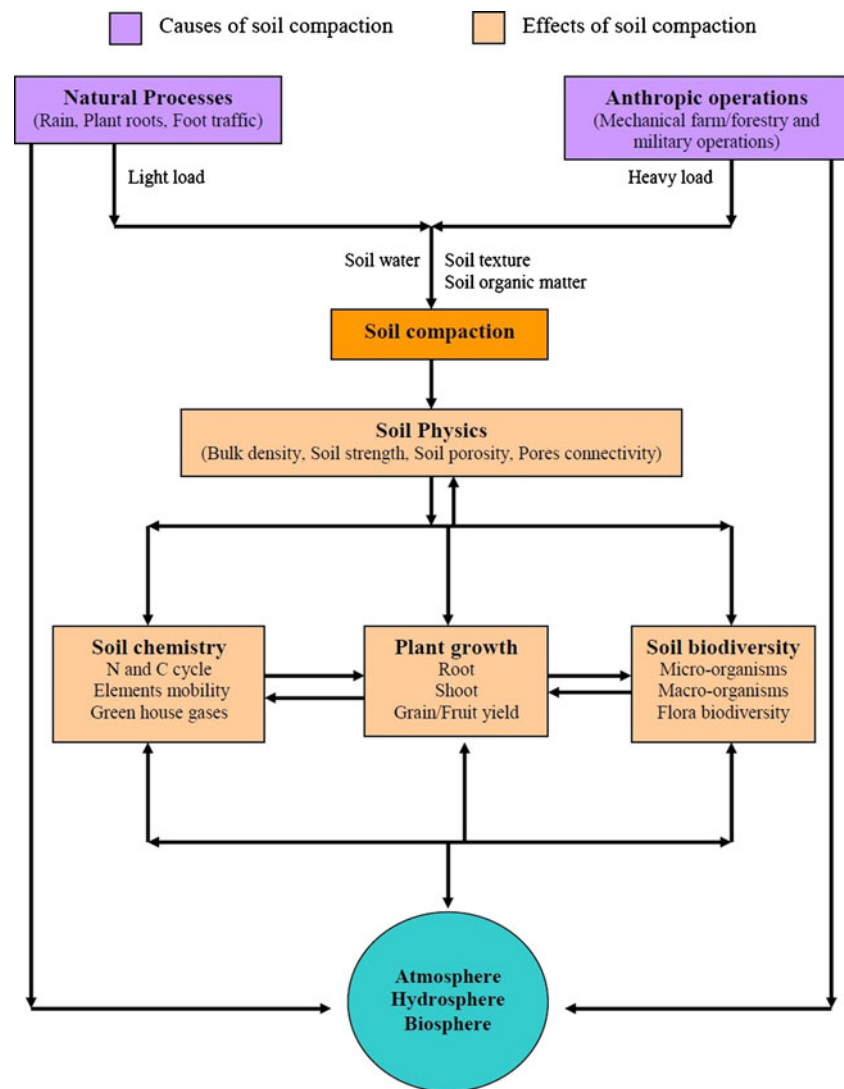 Causes of soil compaction
Effects of soil compaction
Natural Processes
(Rain, Plant roots, Foot traffic)
Anthropic operations
(Mechanical farm/forestry and
military operations)
Light load
Heavy load
Soil water
Soil texture
Soil organic matter
Soil compaction
Soil Physics
(Bulk density, Soil strength, Soil porosity, Pores connectivity)
Soil chemistry
N and C cycle
Elements mobility
Green house gases
Plant growth
Root
Shoot
Grain/Fruit yield
Soil biodiversity
Micro-organisms
Macro-organisms
Flora biodiversity
Atmosphere
Hydrosphere
Biosphere